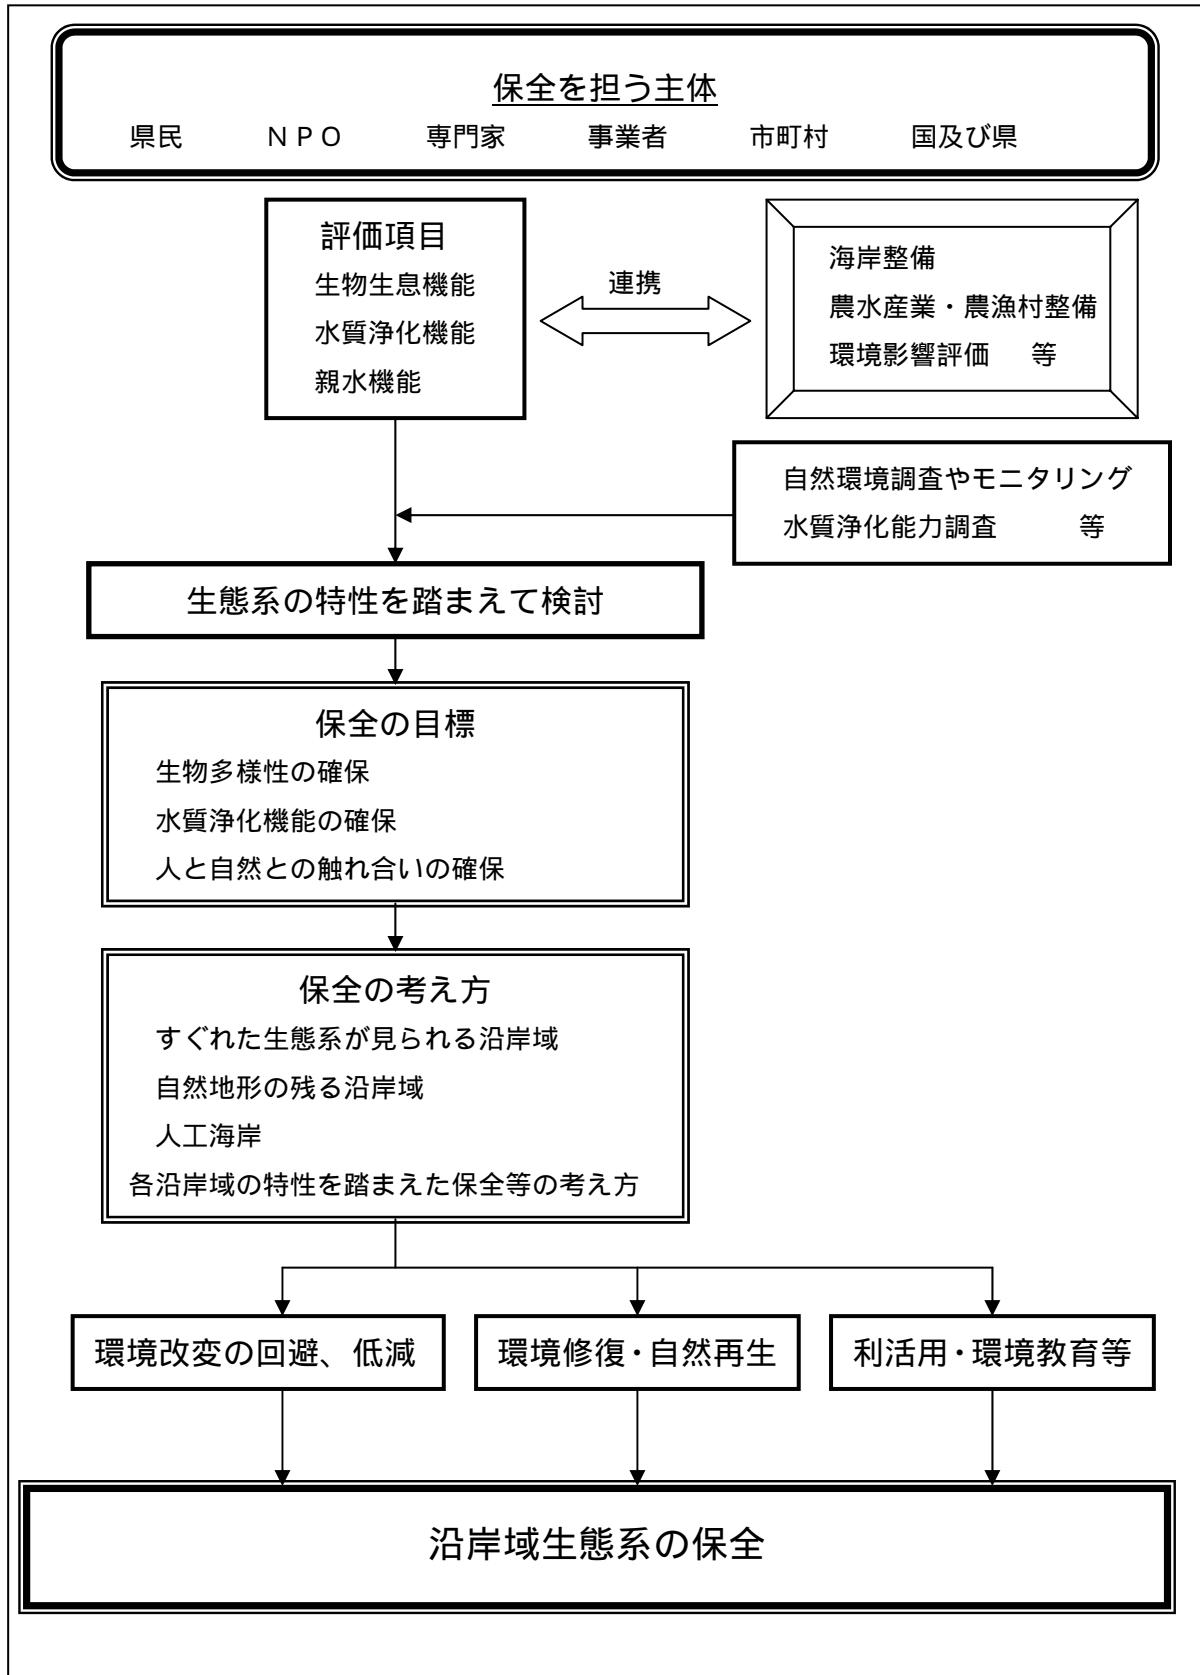 保全を担う主体
県民 ＮＰＯ 専門家 事業者 市町村 国及び県
評価項目
生物生息機能
水質浄化機能
親水機能
連携
海岸整備
農水産業・農漁村整備
環境影響評価 等
自然環境調査やモニタリング
水質浄化能力調査 等
生態系の特性を踏まえて検討
保全の目標
生物多様性の確保
水質浄化機能の確保
人と自然との触れ合いの確保
保全の考え方
すぐれた生態系が見られる沿岸域
自然地形の残る沿岸域
人工海岸
各沿岸域の特性を踏まえた保全等の考え方
環境改変の回避、低減
環境修復・自然再生
利活用・環境教育等
沿岸域生態系の保全